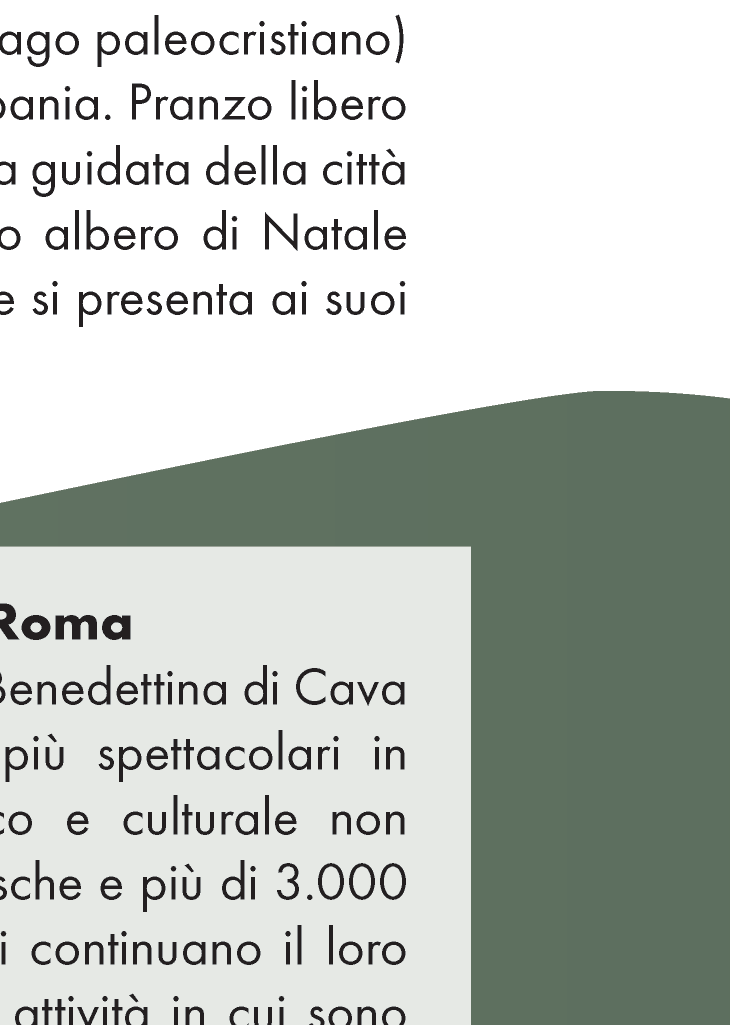 ago paleocristiano)
pania. Pranzo libero
a guidata della città
o albero di Natale
e si presenta ai suoi
Roma
Benedettina di Cava
più spettacolari in
co e culturale non
sche e più di 3.000
i continuano il loro
attività in cui sono